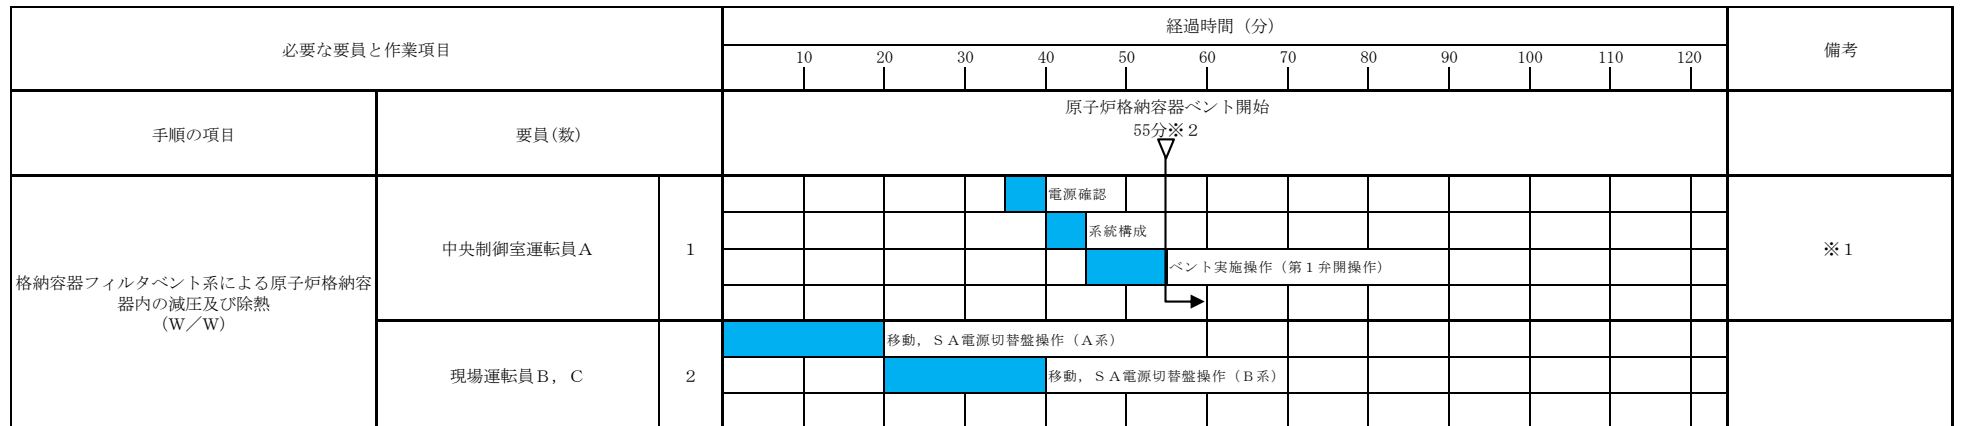 必要な要員と作業項目
経過時間（分）
備考
10 20 30 40 50 60 70 80 90 100 110 120
手順の項目
要員(数)
原子炉格納容器ベント開始
55分※２
格納容器フィルタベント系による原子炉格納容
器内の減圧及び除熱
（Ｗ／Ｗ）
中央制御室運転員Ａ
１
電源確認
系統構成
ベント実施操作（第１弁開操作）
※１
現場運転員Ｂ，Ｃ
２
移動，ＳＡ電源切替盤操作（Ａ系）
移動，ＳＡ電源切替盤操作（Ｂ系）